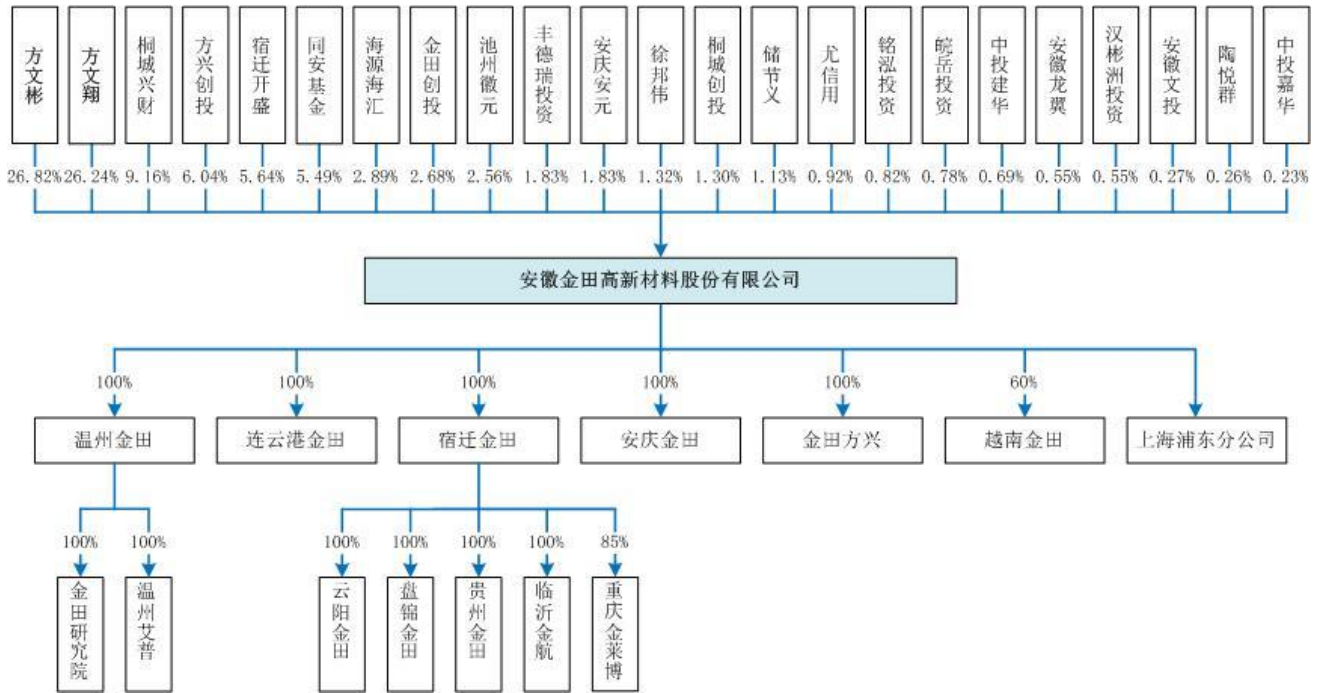 方文彬
方文翔
桐城兴财
方兴创投
宿迁开盛
同安基金
海源海汇
金田创投
池州徽元
丰德瑞投资
安庆安元
徐邦伟
桐城创投
储节义
尤信用
铭泓投资
皖岳投资
中投建华
安徽龙翼
汉彬洲投资
安徽文投
陶悦群
中投嘉华
26.82%
26.24%
9.16%
6.04%
5.64%
5.49%
2.89%
2.68%
2.56%
1.83%
1.83%
1.32%
1.30%
1.13%
0.92%
0.82%
0.78%
0.69%
0.55%
0.55%
0.27%
0.26%
0.23%
安徽金田高新材料股份有限公司
100%
100%
100%
100%
100%
60%
温州金田
连云港金田
宿迁金田
安庆金田
金田方兴
越南金田
上海浦东分公司
100%
100%
100%
100%
100%
100%
85%
金田研究院
温州艾普
云阳金田
盘锦金田
贵州金田
临沂金航
重庆金莱博